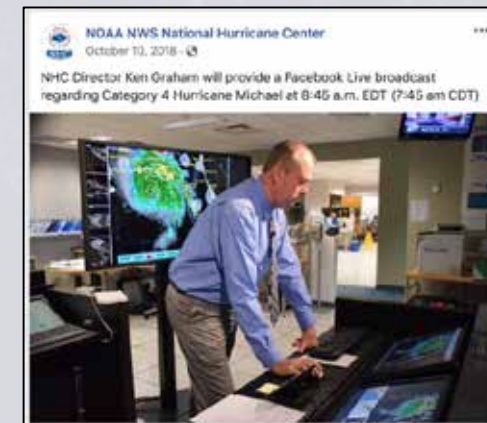 NOAA NWS National Hurricane Center
October 10, 2018
NHC Director Ken Graham will provide a Facebook Live broadcast
regarding Category 4 Hurricane Michael at 8:45 a.m. EDT (7:45 am CDT)